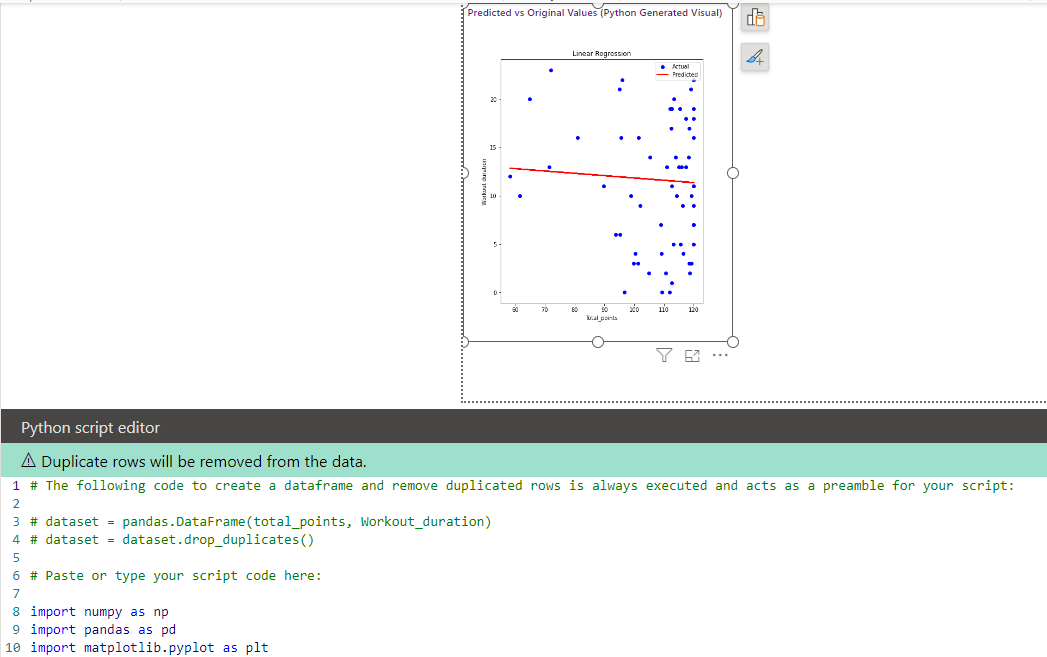 Predicted vs Original Values (Python Generated Visual)
Linear Regression
Actual
Predicted
20
15
10
5
0
Workout duration
60 70 80 90 100 110 120
Total_points
Python script editor
Duplicate rows will be removed from the data.
1 # The following code to create a dataframe and remove duplicated rows is always executed and acts as a preamble for your script:
2
3 # dataset = pandas.DataFrame(total_points, Workout_duration)
4 # dataset = dataset.drop_duplicates()
5
6 # Paste or type your script code here:
7
8 import numpy as np
9 import pandas as pd
10 import matplotlib.pyplot as plt